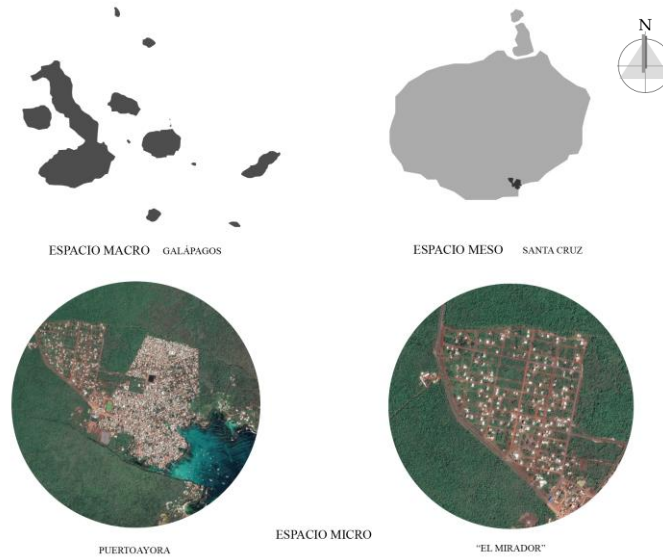 N
ESPACIO MACRO GALÁPAGOS
ESPACIO MESO SANTA CRUZ
ESPACIO MICRO
PUERTOAYORA
"EL MIRADOR"